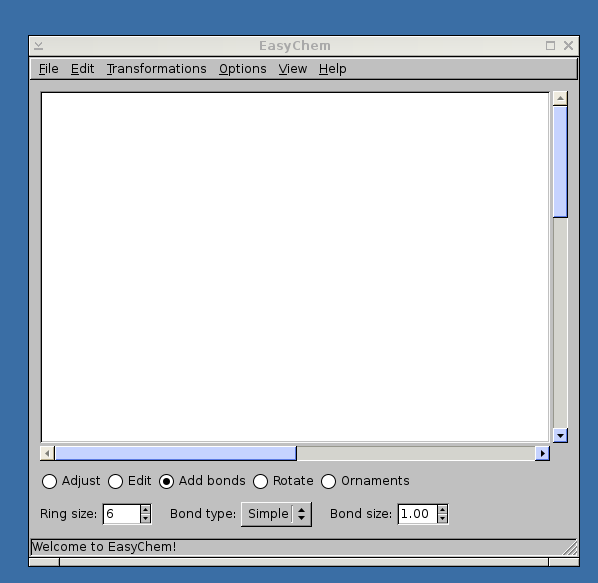 EasyChem
File Edit Transformations Options View Help
Adjust Edit Add bonds Rotate Ornaments
Ring size: 6 Bond type: Simple Bond size: 1.00
Welcome to EasyChem!